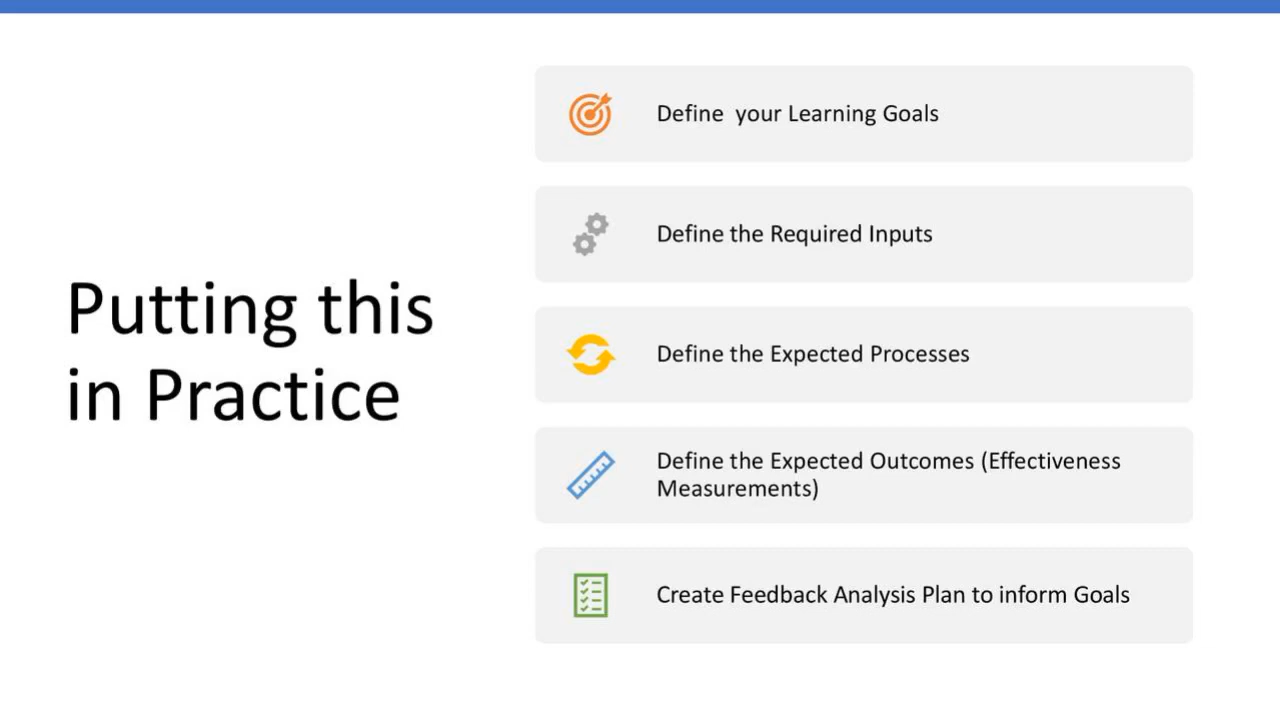 Putting this
in Practice
Define  your Learning Goals
Define the Required Inputs
Define the Expected Processes
Define the Expected Outcomes (Effectiveness
Measurements)
Create Feedback Analysis Plan to inform Goals